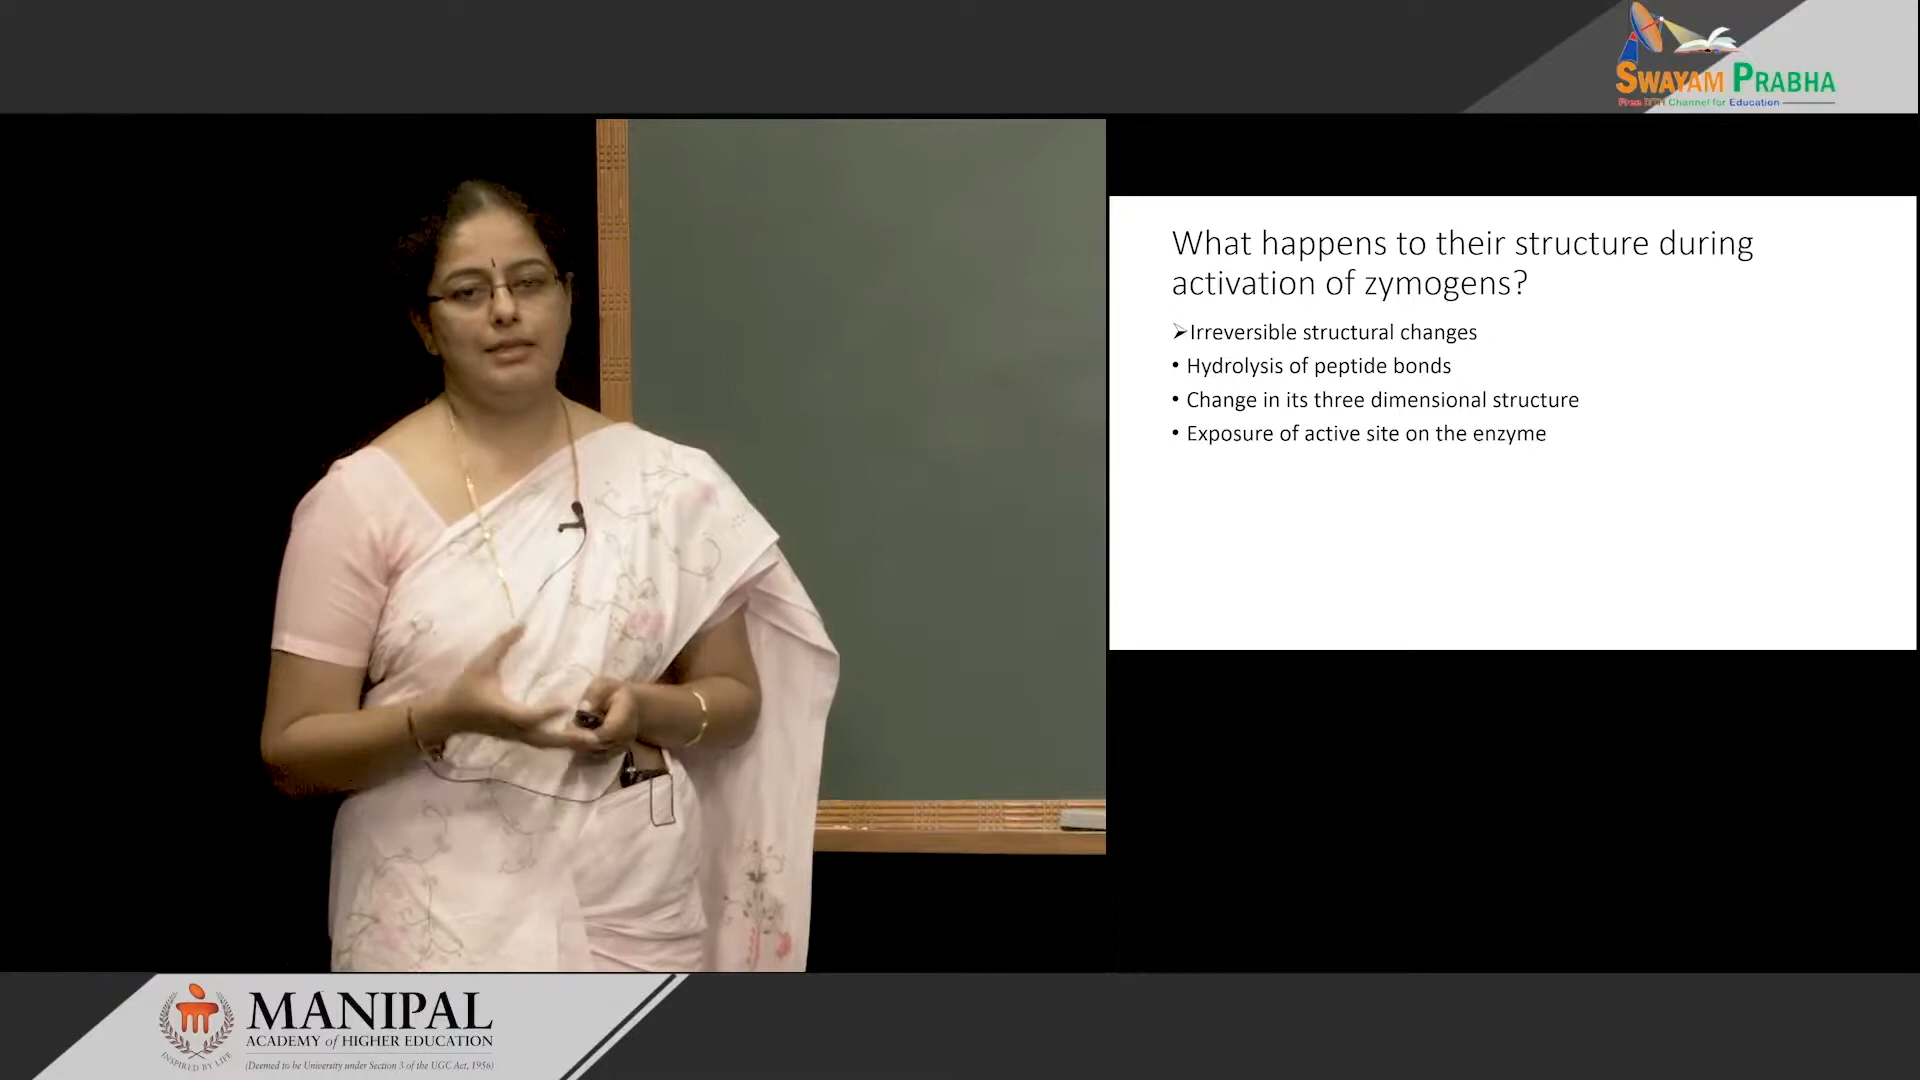 SWAYAM PRABHA
Free DTH Channel for Education
What happens to their structure during
activation of zymogens?
➢Irreversible structural changes
• Hydrolysis of peptide bonds
• Change in its three dimensional structure
• Exposure of active site on the enzyme
MANIPAL
ACADEMY of HIGHER EDUCATION
(Deemed to be University under Section 3 of the UGC Act, 1956)
INSPIRED BY LIFE